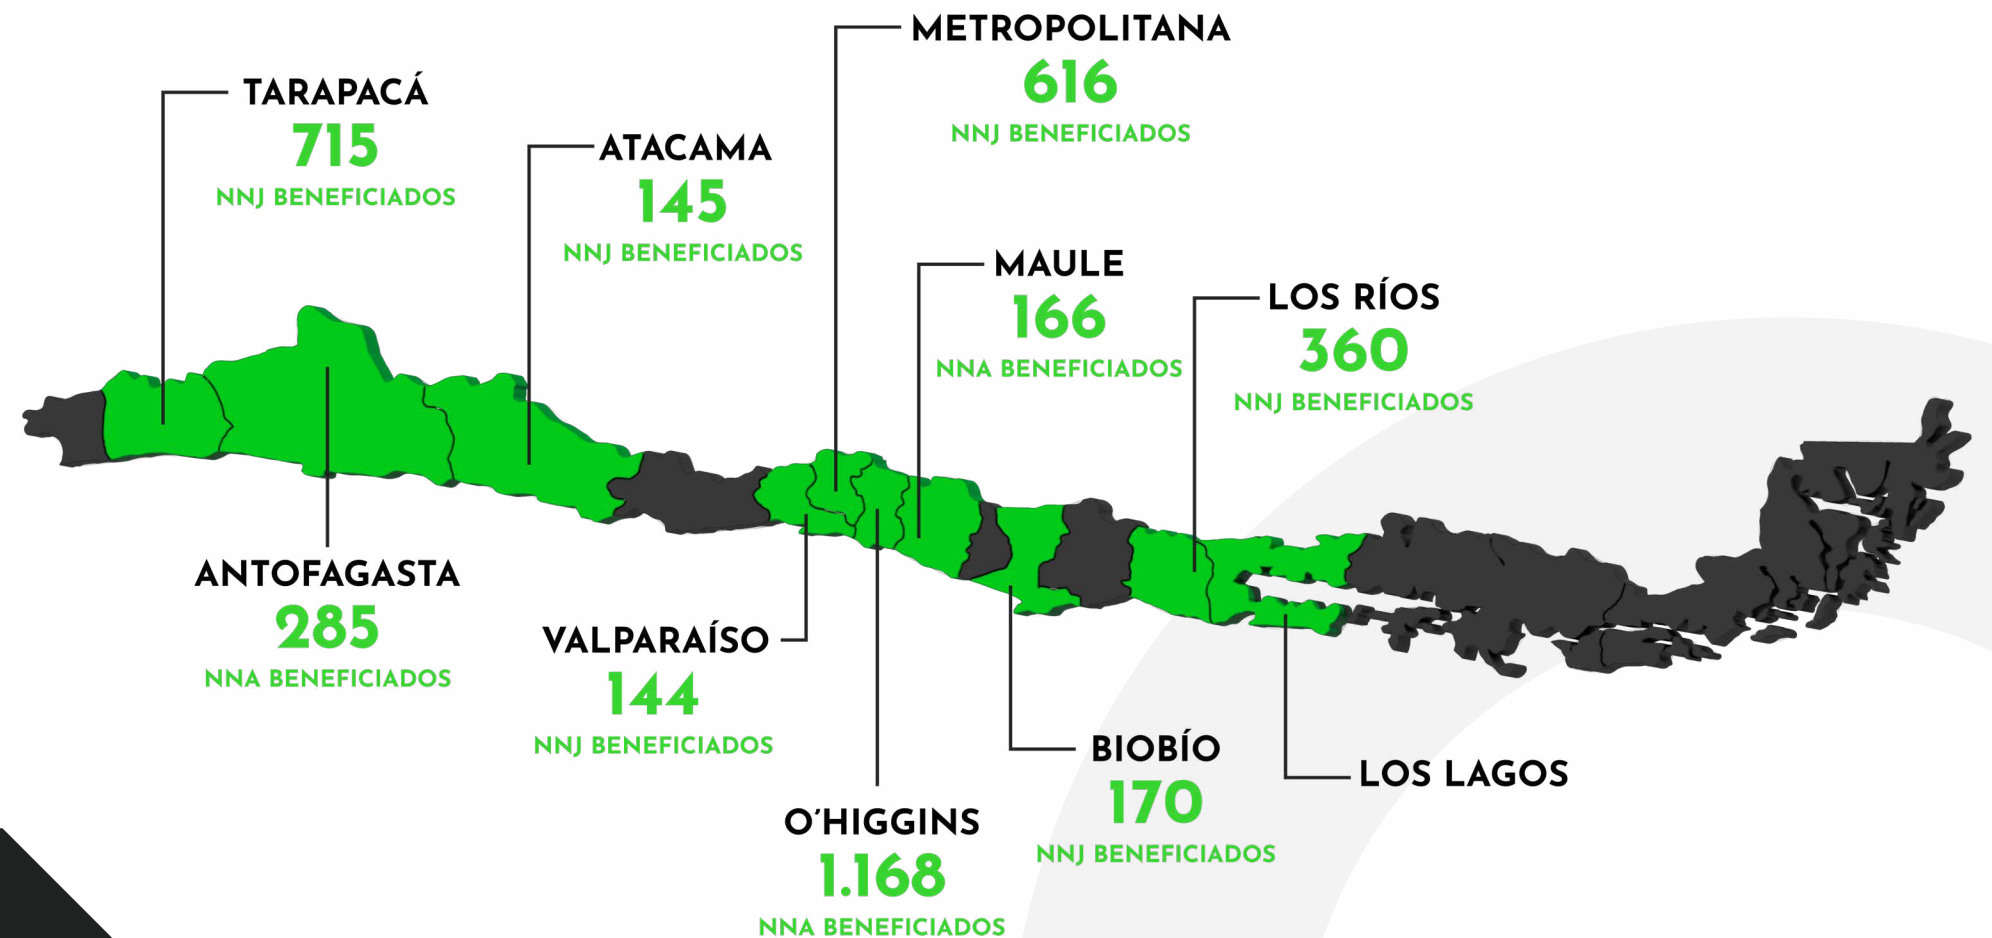 METROPOLITANA
616
NNJ BENEFICIADOS
TARAPACÁ
715
NNJ BENEFICIADOS
ATACAMA
145
NNJ BENEFICIADOS
MAULE
166
NNA BENEFICIADOS
LOS RÍOS
360
NNJ BENEFICIADOS
ANTOFAGASTA
285
NNA BENEFICIADOS
VALPARAÍSO
144
NNJ BENEFICIADOS
O'HIGGINS
1.168
NNA BENEFICIADOS
BIOBÍO
170
NNJ BENEFICIADOS
LOS LAGOS